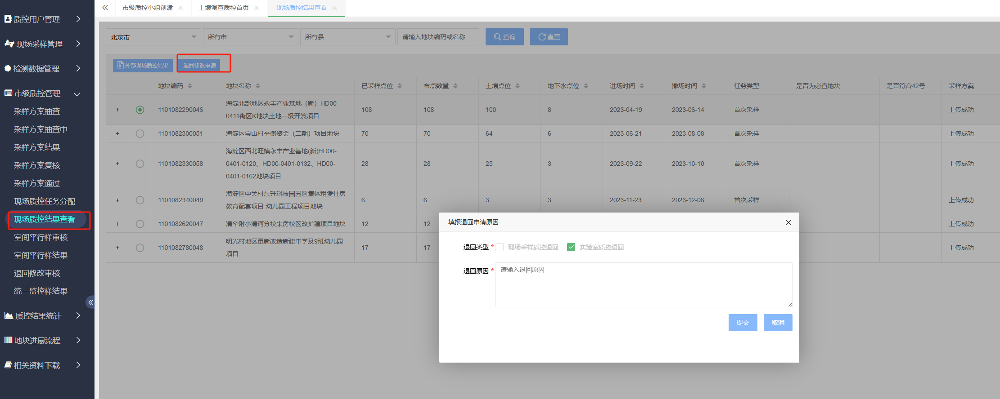 质控用户管理
现场采样管理
检测数据管理
市级质控管理
采样方案抽查
采样方案抽查中
采样方案结果
采样方案复核
采样方案通过
现场质控任务分配
现场质控结果查看
室间平行样审核
室间平行样结果
退回修改审核
统一监控样结果
质控结果统计
地块进展流程
相关资料下载
市级质控小组创建 土壤调查质控首页 现场质控结果查看
北京市 所有市 所有县 请输入地块编码或名称 查询 重置
外部现场质控结果 退回修改申请
地块编码 地块名称 已采样点位 布点数量 土壤点位 地下水点位 进场时间 撤场时间 任务类型 是否为必查地块 是否符合42号... 采样方案
+ 1101082290046 海淀北部地区永丰产业基地（新）HD00-
0411街区K地块土地一级开发项目 108 108 100 8 2023-04-19 2023-06-14 首次采样 上传成功
+ 1101082300051 海淀区宝山村平衡资金（二期）项目地块 70 70 64 6 2023-06-21 2023-08-08 首次采样 上传成功
海淀区西北旺镇永丰产业基地(新)HD00-
+ 1101082330058 0401-0120、HD00-0401-0132、HD00- 28 28 25 3 2023-09-22 2023-10-10 首次采样 上传成功
0401-0162地块项目
+ 1101082340049 海淀区中关村东升科技园园区集体租赁住房
教育配套项目-幼儿园工程项目地块 6 6 3 3 2023-11-23 2023-12-06 首次采样 上传成功
+ 1101082620047 清华附小清河分校朱房校区改扩建项目地块 12 12 上传成功
+ 1101082780048 明光村地区更新改造新建中学及9班幼儿园
项目 17 17 上传成功
填报退回申请原因
退回类型 * 现场采样质控退回 实验室质控退回
退回原因 * 请输入退回原因
提交 取消